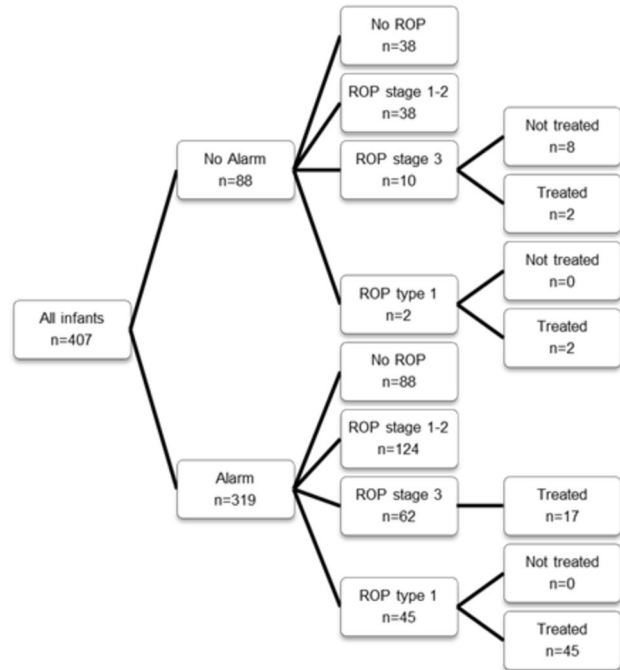 All infants
n=407
No Alarm
n=88
No ROP
n=38
ROP stage 1-2
n=38
ROP stage 3
n=10
Not treated
n=8
Treated
n=2
ROP type 1
n=2
Not treated
n=0
Treated
n=2
Alarm
n=319
No ROP
n=88
ROP stage 1-2
n=124
ROP stage 3
n=62
Treated
n=17
ROP type 1
n=45
Not treated
n=0
Treated
n=45